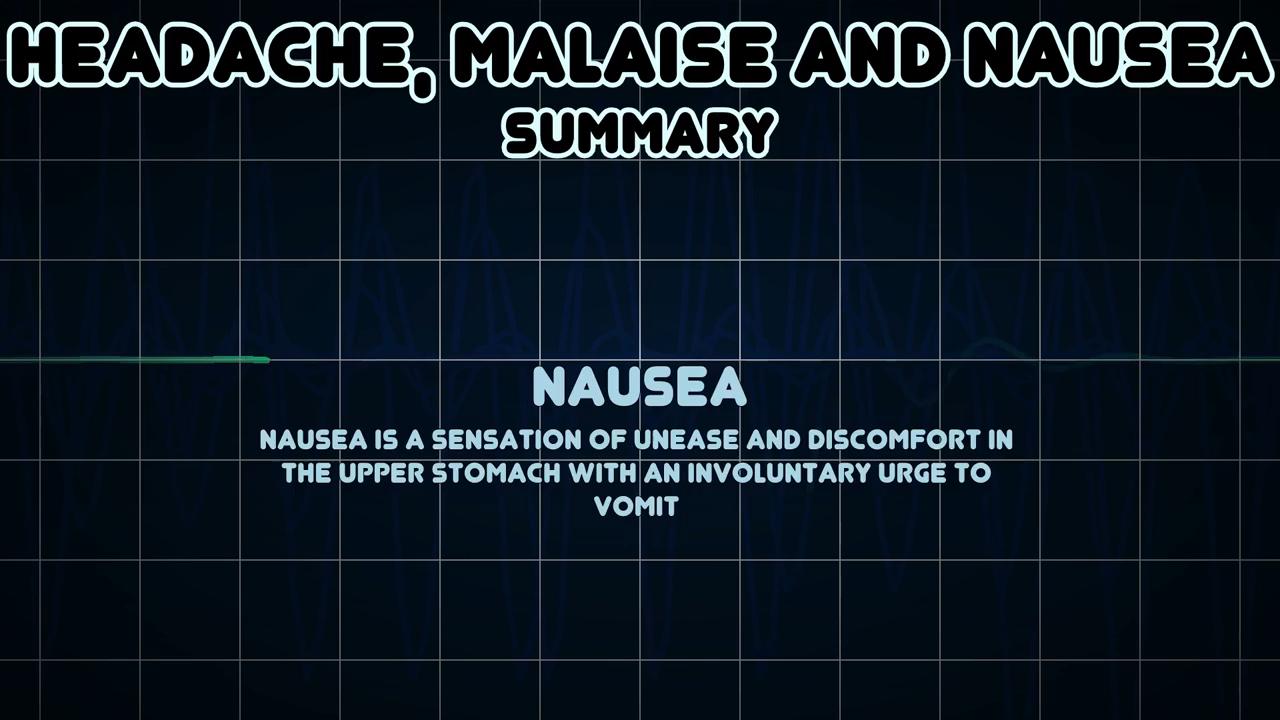 HEADACHE, MALAISE AND NAUSEA
SUMMARY
NAUSEA
NAUSEA IS A SENSATION OF UNEASE AND DISCOMFORT IN
THE UPPER STOMACH WITH AN INVOLUNTARY URGE TO
VOMIT